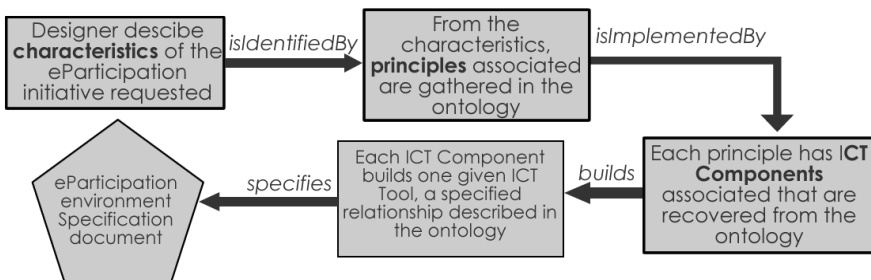 Designer descibe
characteristics of the
eParticipation
initiative requested
isIdentifiedBy
From the
characteristics,
principles associated
are gathered in the
ontology
isImplementedBy
Each principle has ICT
Components
associated that are
recovered from the
ontology
builds
Each ICT Component
builds one given ICT
Tool, a specified
relationship described in
the ontology
specifies
eParticipation
environment
Specification
document